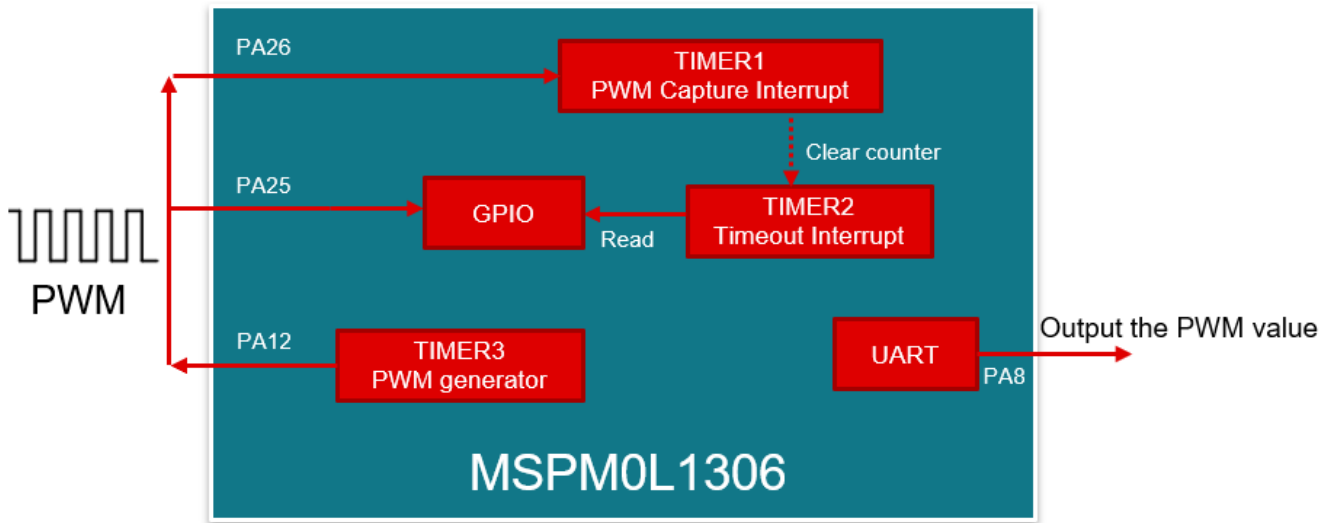 PA26
TIMER1
PWM Capture Interrupt
Clear counter
PA25
GPIO
Read
TIMER2
Timeout Interrupt
PWM
PA12
TIMER3
PWM generator
UART
PA8
Output the PWM value
MSPM0L1306